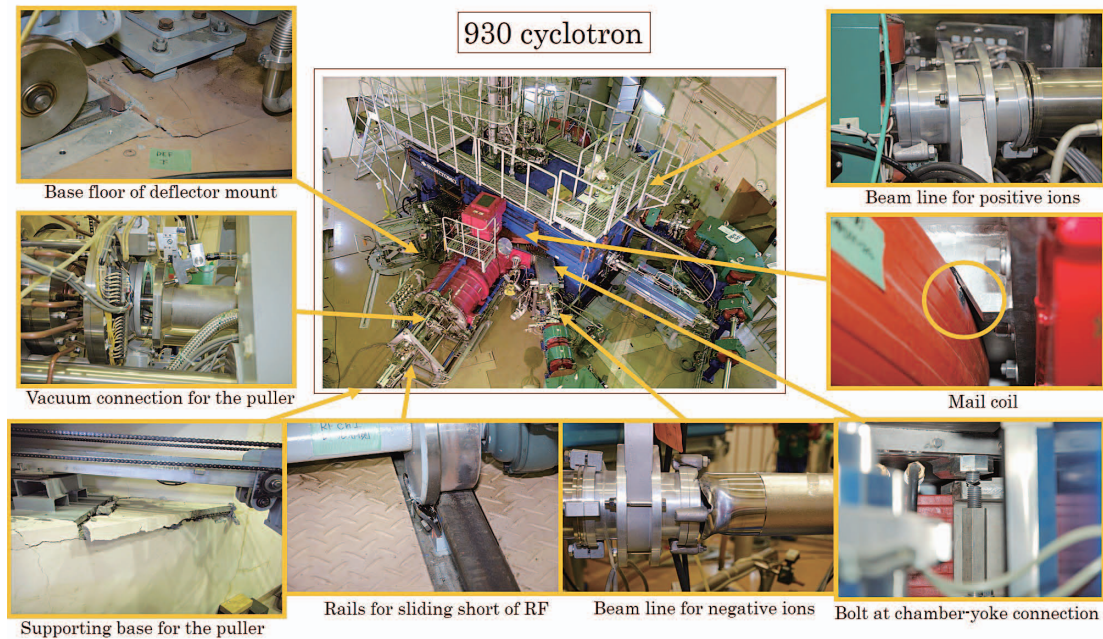 930 cyclotron
Base floor of deflector mount
Beam line for positive ions
Vacuum connection for the puller
Mail coil
Supporting base for the puller
Rails for sliding short of RF
Beam line for negative ions
Bolt at chamber-yoke connection